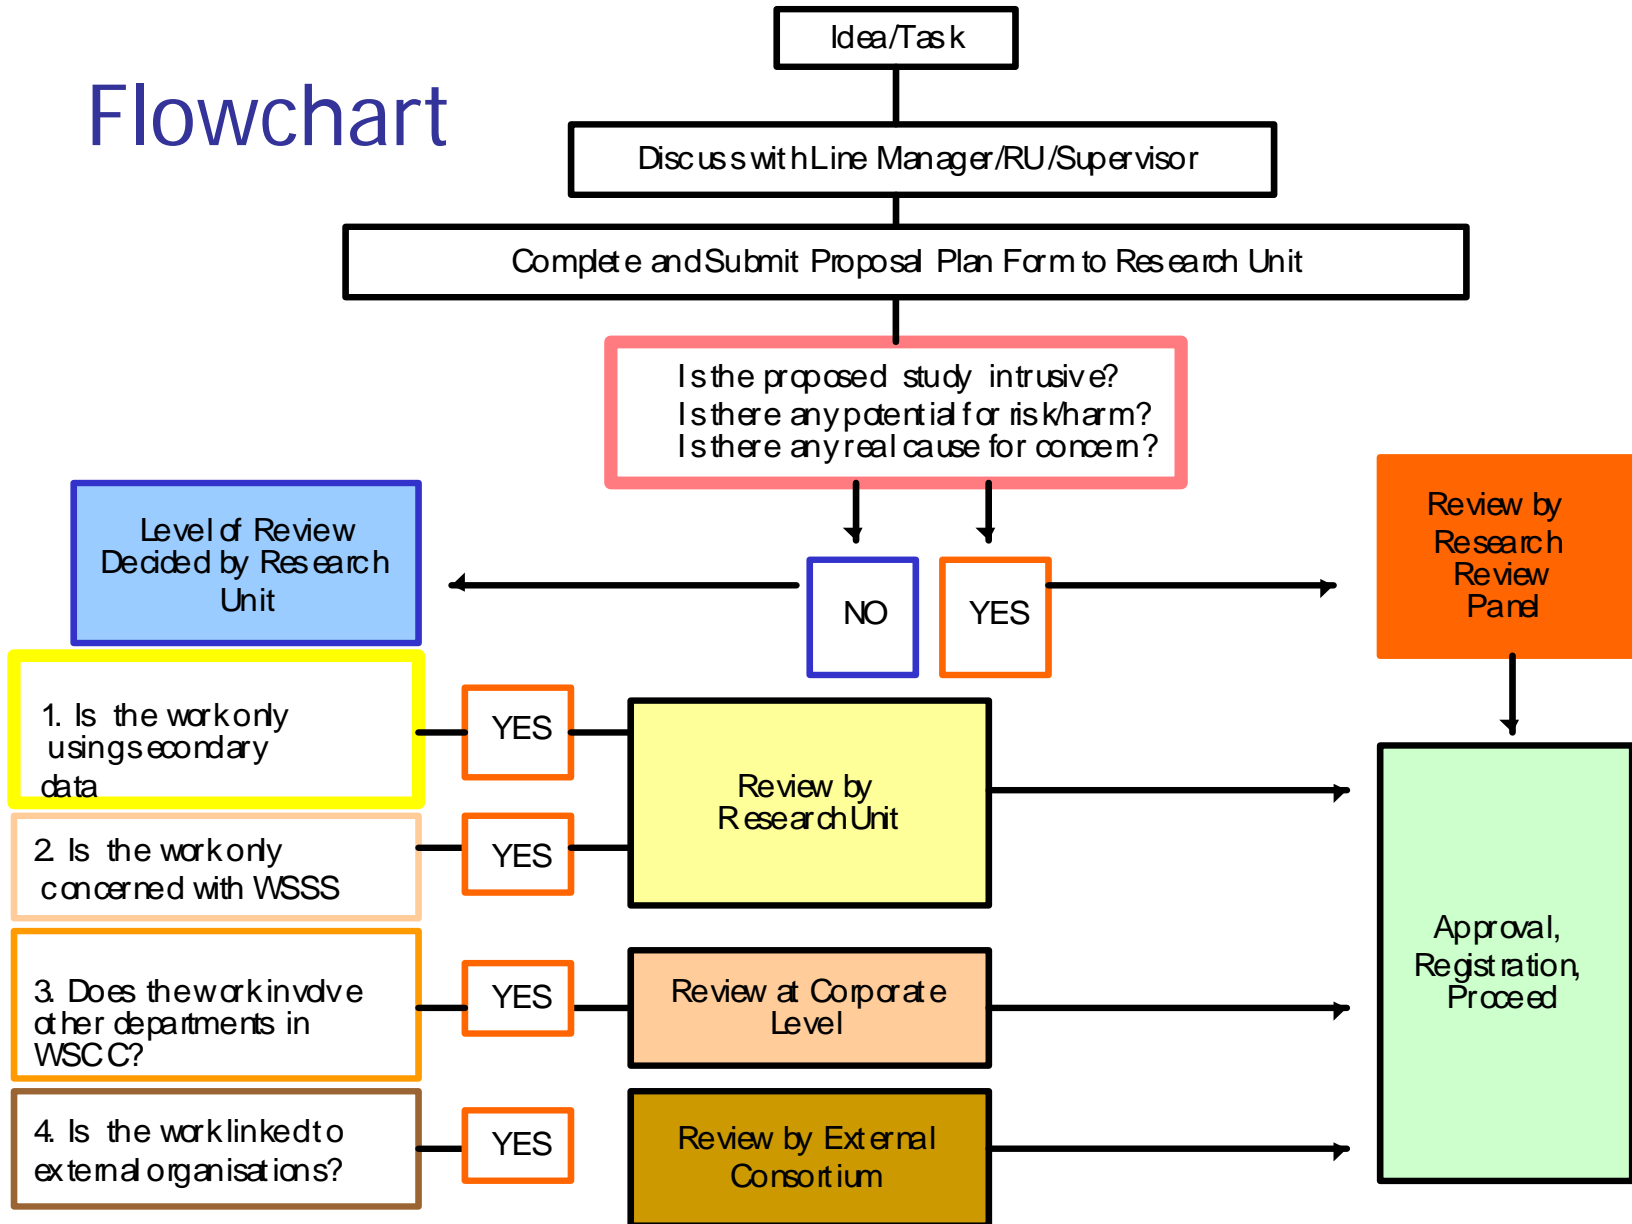 Flowchart
Idea/Task
Discuss with Line Manager/RU/Supervisor
Complete and Submit Proposal Plan Form to Research Unit
Is the proposed study intrusive?
Is there any potential for risk/harm?
Is there any real cause for concern?
Level of Review
Decided by Research
Unit
NO
YES
Review by
Research
Review
Panel
1. Is the work only
using secondary
data
YES
Review by
Research Unit
2. Is the work only
concerned with WSSS
YES
3. Does the work involve
other departments in
WSCC?
YES
Review at Corporate
Level
Approval,
Registration,
Proceed
4. Is the work linked to
external organisations?
YES
Review by External
Consortium